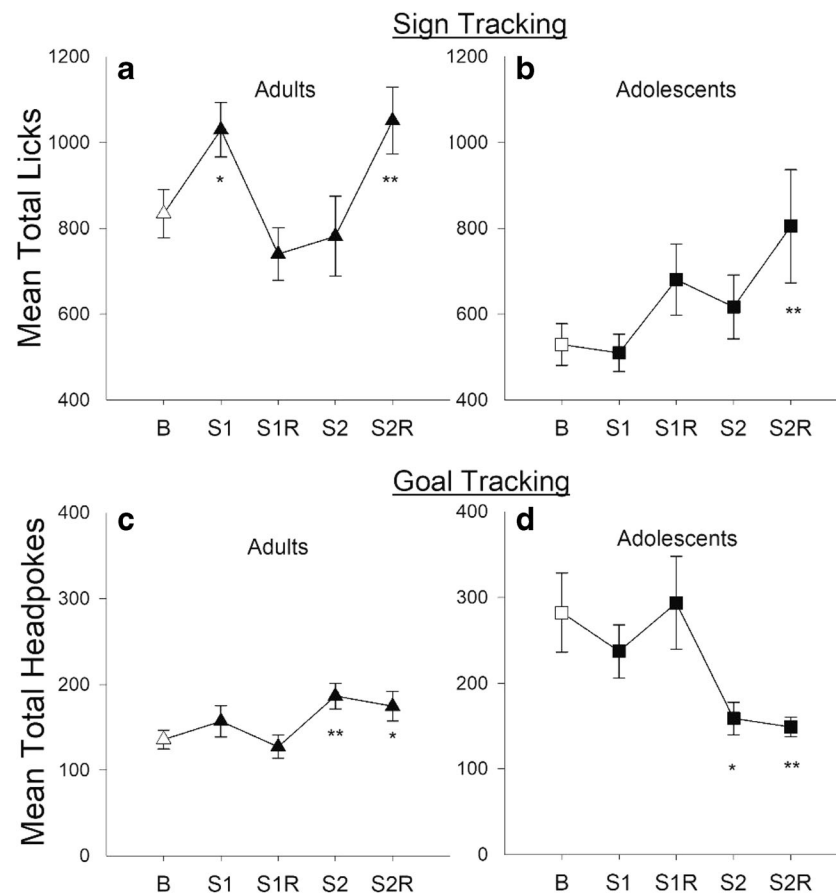 Sign Tracking
a
Adults
b
Adolescents
Mean Total Licks
1200
1000
800
600
400
B S1 S1R S2 S2R
1200
1000
800
600
400
B S1 S1R S2 S2R
*
**
**
Goal Tracking
c
Adults
d
Adolescents
Mean Total Headpokes
400
300
200
100
0
B S1 S1R S2 S2R
400
300
200
100
0
B S1 S1R S2 S2R
**
*
*
**